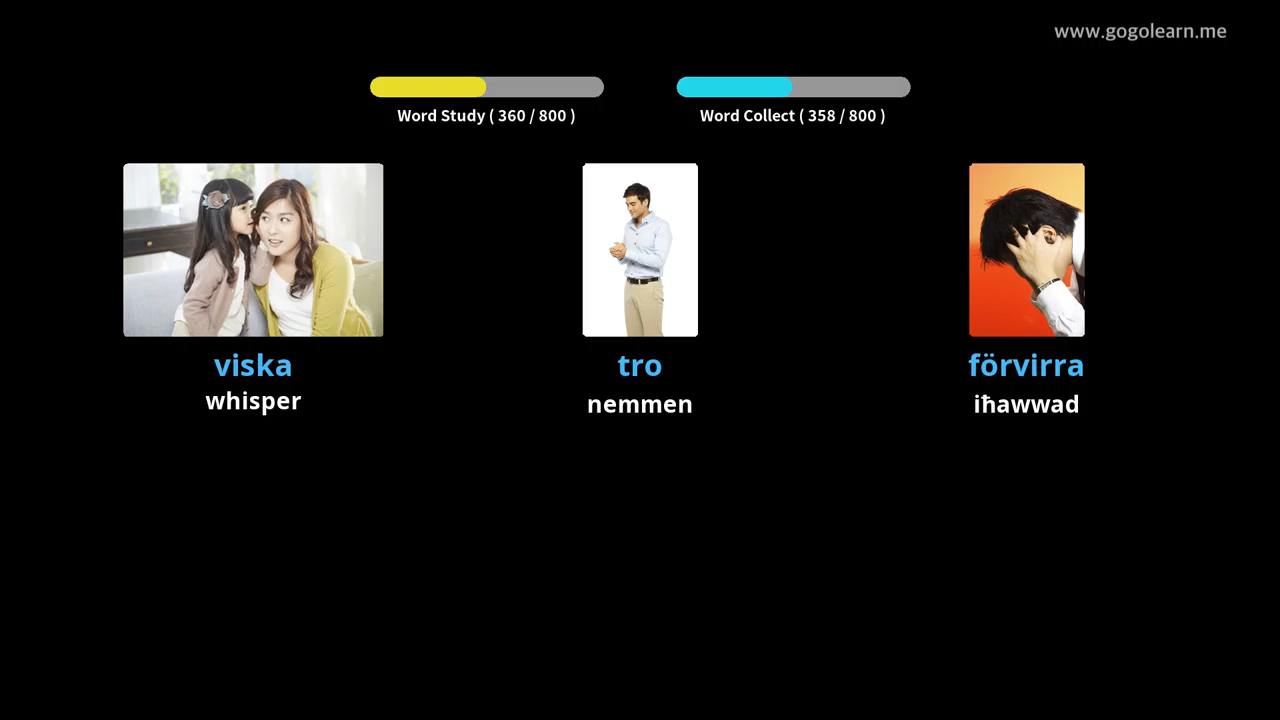 www.gogolearn.me
Word Study ( 360 / 800 )
Word Collect ( 358 / 800 )
viska
whisper
tro
nemmen
förvirra
iħawwad